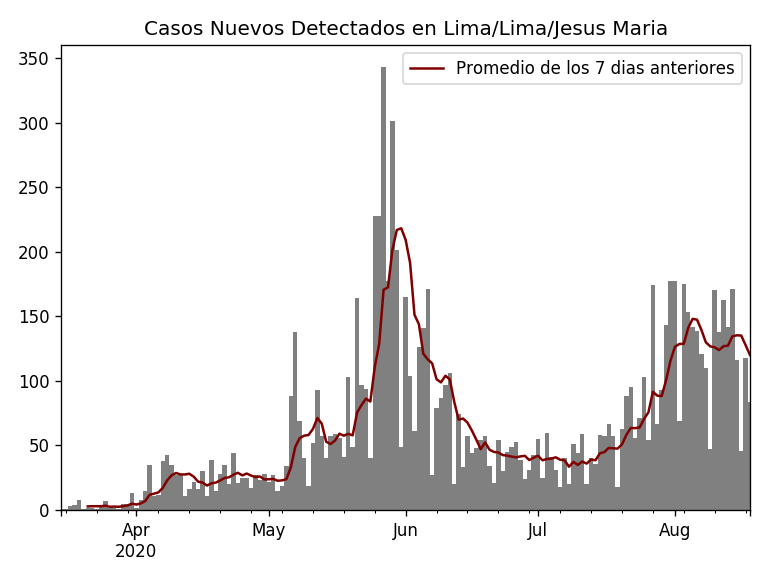 Casos Nuevos Detectados en Lima/Lima/Jesus Maria
Promedio de los 7 dias anteriores
350
300
250
200
150
100
50
0
Apr
2020
May
Jun
Jul
Aug